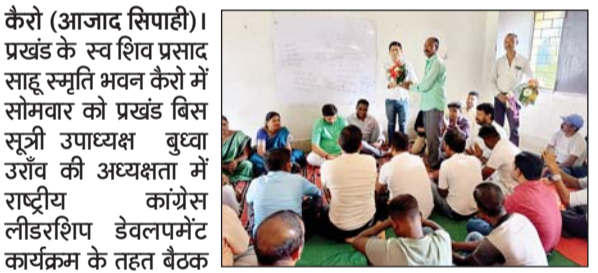 कैरो (आजाद सिपाही)।
प्रखंड के स्व शिव प्रसाद
साहू स्मृति भवन कैरो में
सोमवार को प्रखंड बिस
सूत्री उपाध्यक्ष बुध्वा
उराँव की अध्यक्षता में
राष्ट्रीय कांग्रेस
लीडरशिप डेवलपमेंट
कार्यक्रम के तहत बैठक